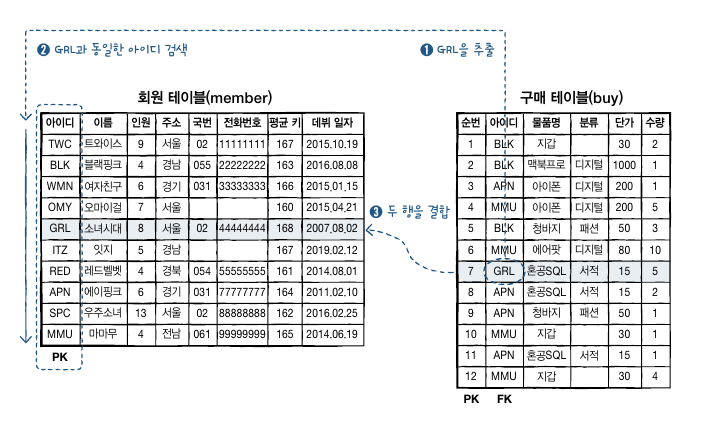 ② GRL과 동일한 아이디 검색
① GRL을 추출
회원 테이블(member)
아이디 이름 인원 주소 국번 전화번호 평균 키 데뷔 일자
TWC 트와이스 9 서울 02 11111111 167 2015.10.19
BLK 블랙핑크 4 경남 055 22222222 163 2016.08.08
WMN 여자친구 6 경기 031 33333333 166 2015.01.15
OMY 오마이걸 7 서울 160 2015.04.21
GRL 소녀시대 8 서울 02 44444444 168 2007.08.02
ITZ 잇지 5 경남 167 2019.02.12
RED 레드벨벳 4 경북 054 55555555 161 2014.08.01
APN 에이핑크 6 경기 031 77777777 164 2011.02.10
SPC 우주소녀 13 서울 02 88888888 162 2016.02.25
MMU 마마무 4 전남 061 99999999 165 2014.06.19
PK
③ 두 행을 결합
구매 테이블(buy)
순번 아이디 물품명 분류 단가 수량
1 BLK 지갑 30 2
2 BLK 맥북프로 디지털 1000 1
3 APN 아이폰 디지털 200 1
4 MMU 아이폰 디지털 200 5
5 BLK 청바지 패션 50 3
6 MMU 에어팟 디지털 80 10
7 GRL 혼공SQL 서적 15 5
8 APN 혼공SQL 서적 15 2
9 APN 청바지 패션 50 1
10 MMU 지갑 30 1
11 APN 혼공SQL 서적 15 1
12 MMU 지갑 30 4
PK FK